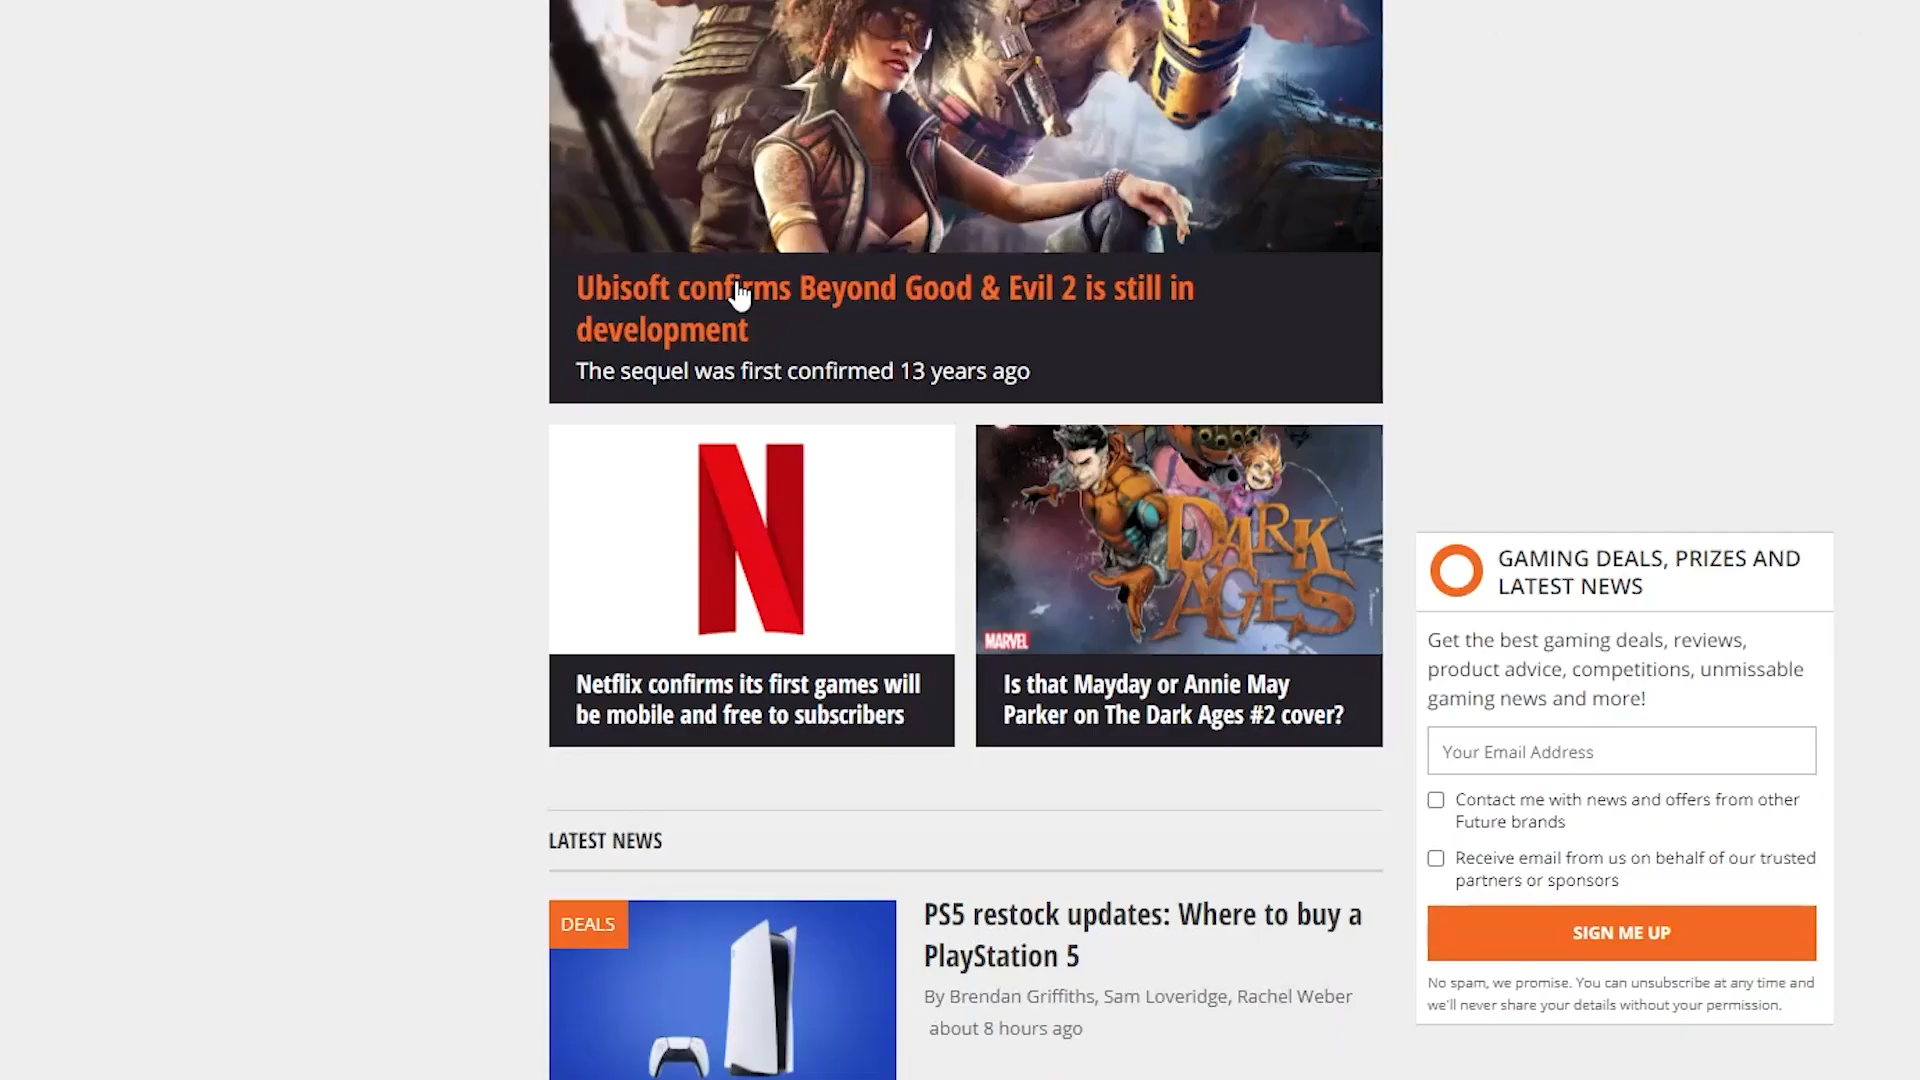 Ubisoft confirms Beyond Good & Evil 2 is still in
development
The sequel was first confirmed 13 years ago
DARK
AGES
MARVEL
Netflix confirms its first games will
be mobile and free to subscribers
Is that Mayday or Annie May
Parker on The Dark Ages #2 cover?
GAMING DEALS, PRIZES AND
LATEST NEWS
Get the best gaming deals, reviews,
product advice, competitions, unmissable
gaming news and more!
Your Email Address
Contact me with news and offers from other
Future brands
Receive email from us on behalf of our trusted
partners or sponsors
SIGN ME UP
No spam, we promise. You can unsubscribe at any time and
we'll never share your details without your permission.
LATEST NEWS
DEALS
PS5 restock updates: Where to buy a
PlayStation 5
By Brendan Griffiths, Sam Loveridge, Rachel Weber
about 8 hours ago